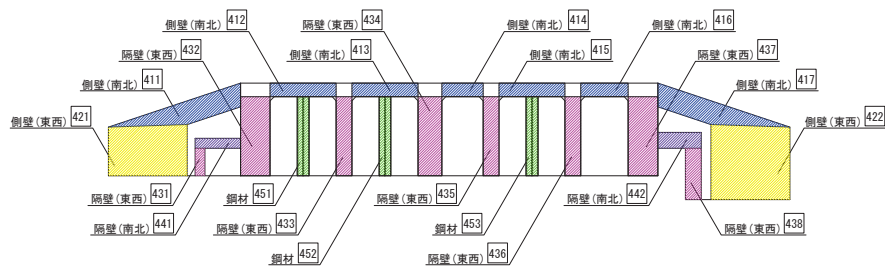 側壁(南北) 412
隔壁(東西) 434
側壁(南北) 414
側壁(南北) 416
隔壁(東西) 432
側壁(南北) 413
側壁(南北) 415
隔壁(東西) 437
側壁(南北) 411
側壁(南北) 417
側壁(東西) 421
側壁(東西) 422
隔壁(東西) 431
鋼材 451
隔壁(東西) 435
隔壁(南北) 442
隔壁(南北) 441
隔壁(東西) 433
鋼材 453
隔壁(東西) 438
鋼材 452
隔壁(東西) 436